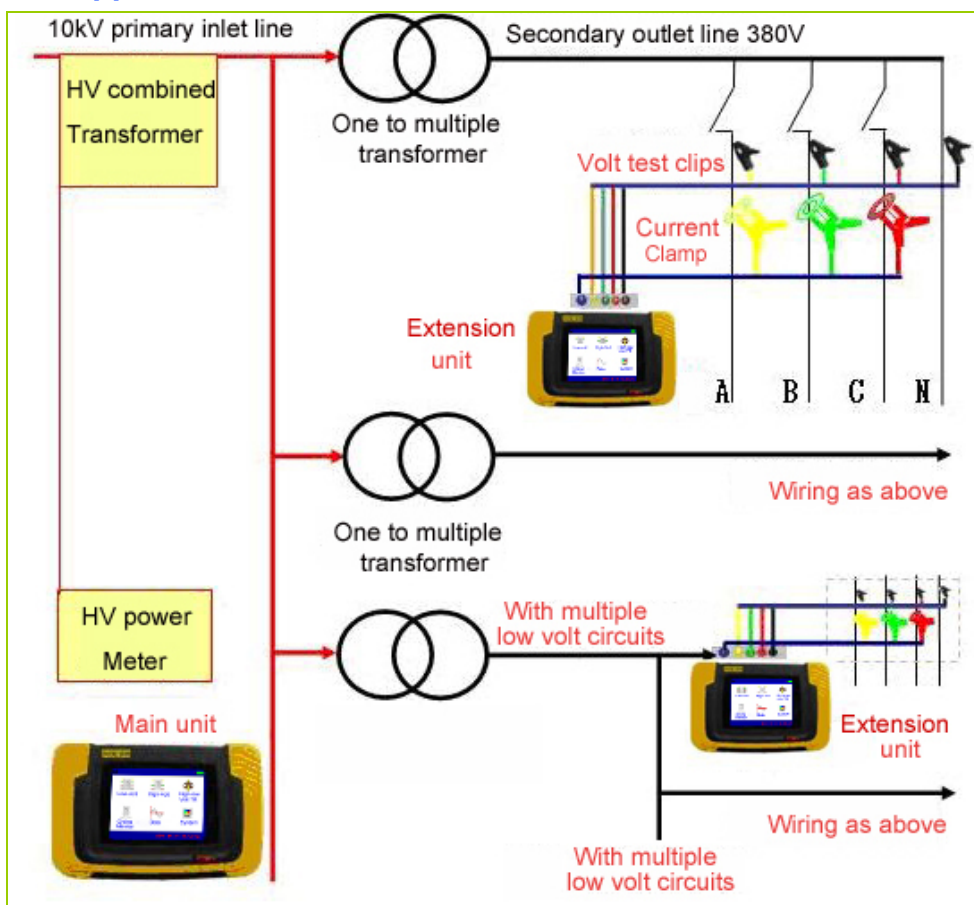 10kV primary inlet line
Secondary outlet line 380V
HV combined
Transformer
One to multiple
transformer
Volt test clips
Current
Clamp
Extension
unit
A B C N
Wiring as above
One to multiple
transformer
HV power
Meter
With multiple
low volt circuits
Main unit
Extension
unit
Wiring as above
With multiple
low volt circuits